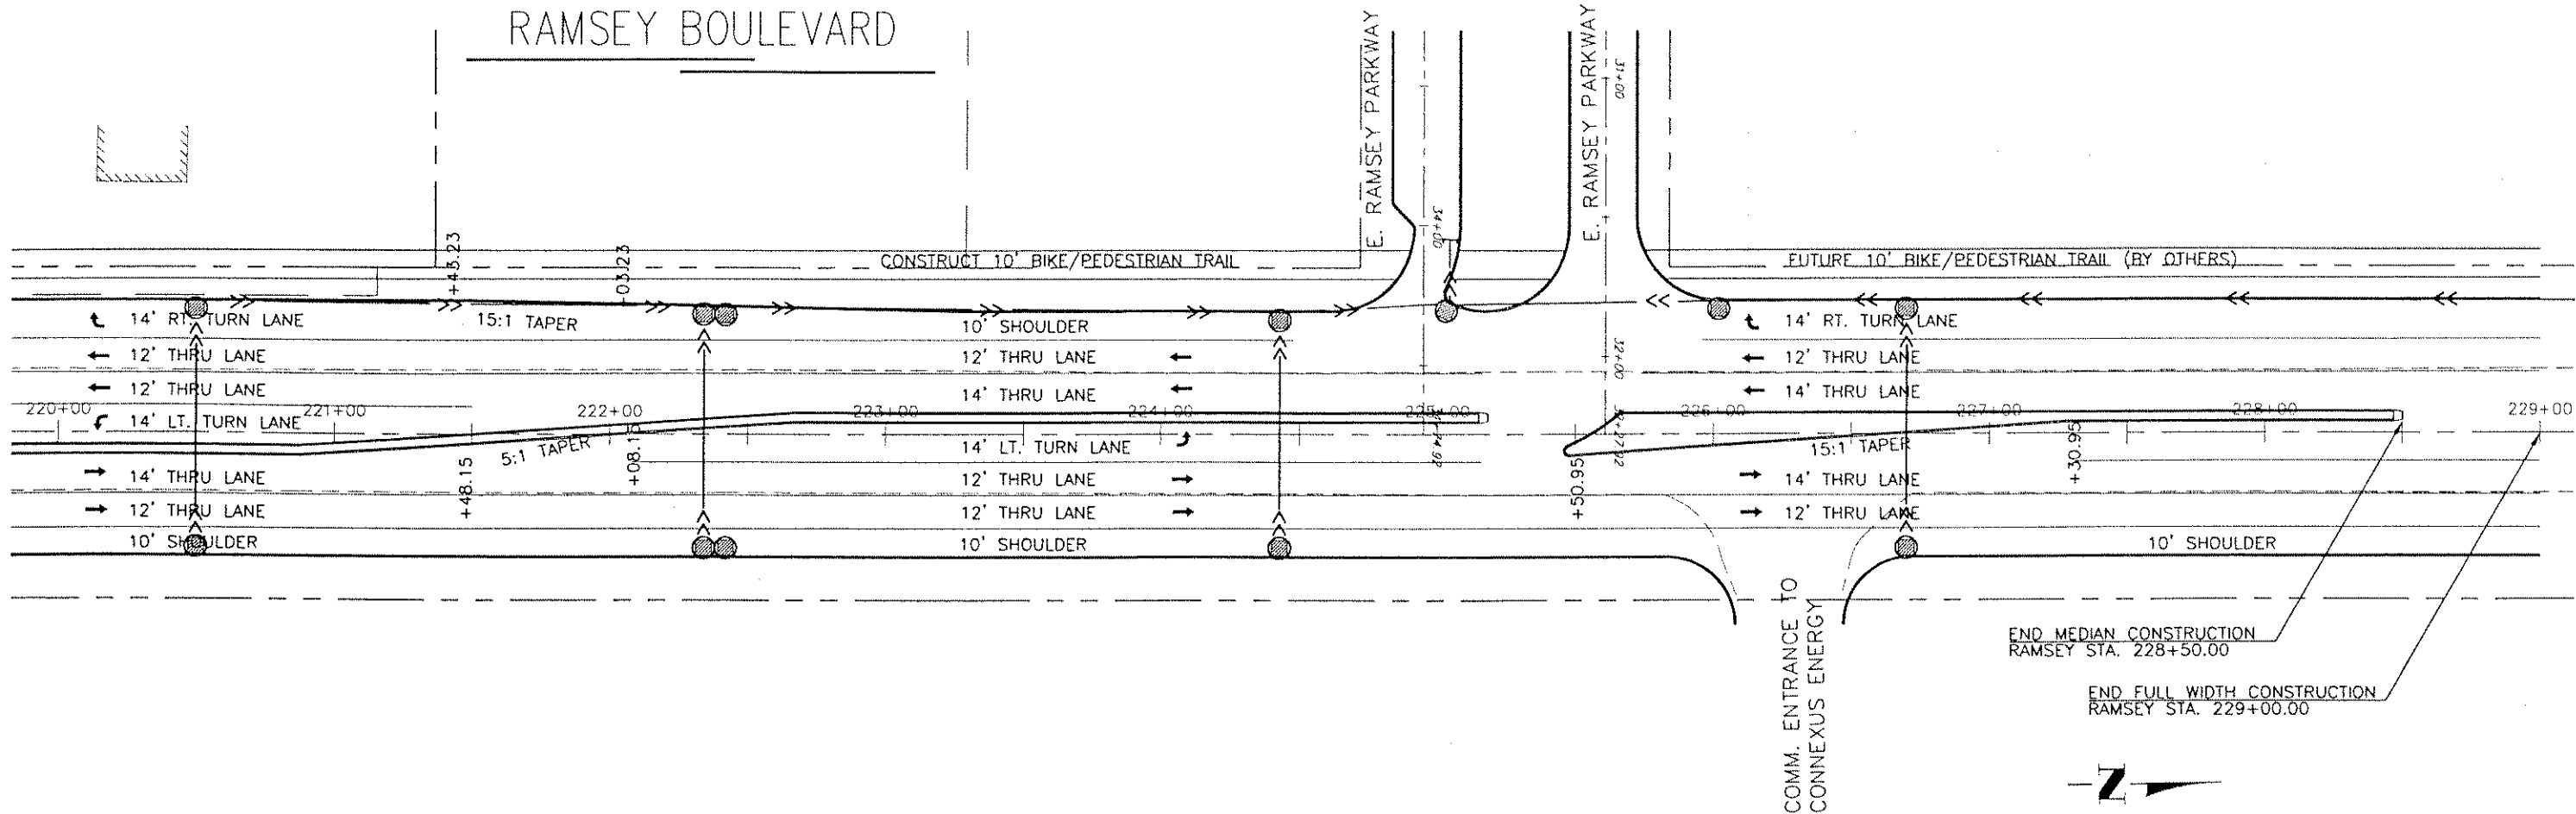 RAMSEY BOULEVARD
E. RAMSEY PARKWAY
E. RAMSEY PARKWAY
31+00
34+00
32+00
+43.23
+03.23
CONSTRUCT 10' BIKE/PEDESTRIAN TRAIL
FUTURE 10' BIKE/PEDESTRIAN TRAIL (BY OTHERS)
14' RT. TURN LANE
15:1 TAPER
10' SHOULDER
14' RT. TURN LANE
12' THRU LANE
12' THRU LANE
12' THRU LANE
12' THRU LANE
14' THRU LANE
14' THRU LANE
220+00
221+00
222+00
223+00
224+00
225+00
226+00
227+00
228+00
229+00
14' LT. TURN LANE
5:1 TAPER
+48.15
+08.15
14' LT. TURN LANE
+50.95
15:1 TAPER
+30.95
14' THRU LANE
12' THRU LANE
14' THRU LANE
12' THRU LANE
12' THRU LANE
12' THRU LANE
10' SHOULDER
10' SHOULDER
10' SHOULDER
COMM. ENTRANCE TO
CONNEXUS ENERGY
END MEDIAN CONSTRUCTION
RAMSEY STA. 228+50.00
END FULL WIDTH CONSTRUCTION
RAMSEY STA. 229+00.00
N